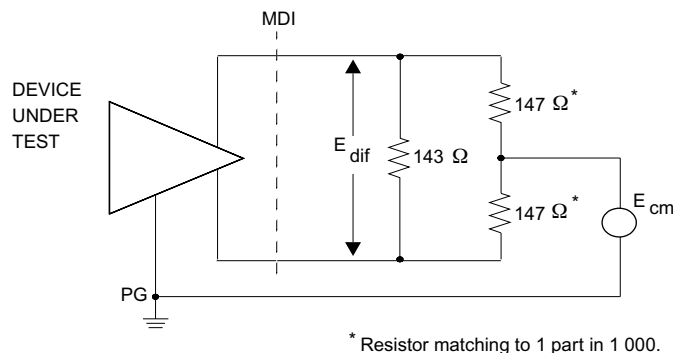 MDI
DEVICE
UNDER
TEST
E dif
143 Ω
147 Ω*
147 Ω*
E cm
PG
* Resistor matching to 1 part in 1 000.